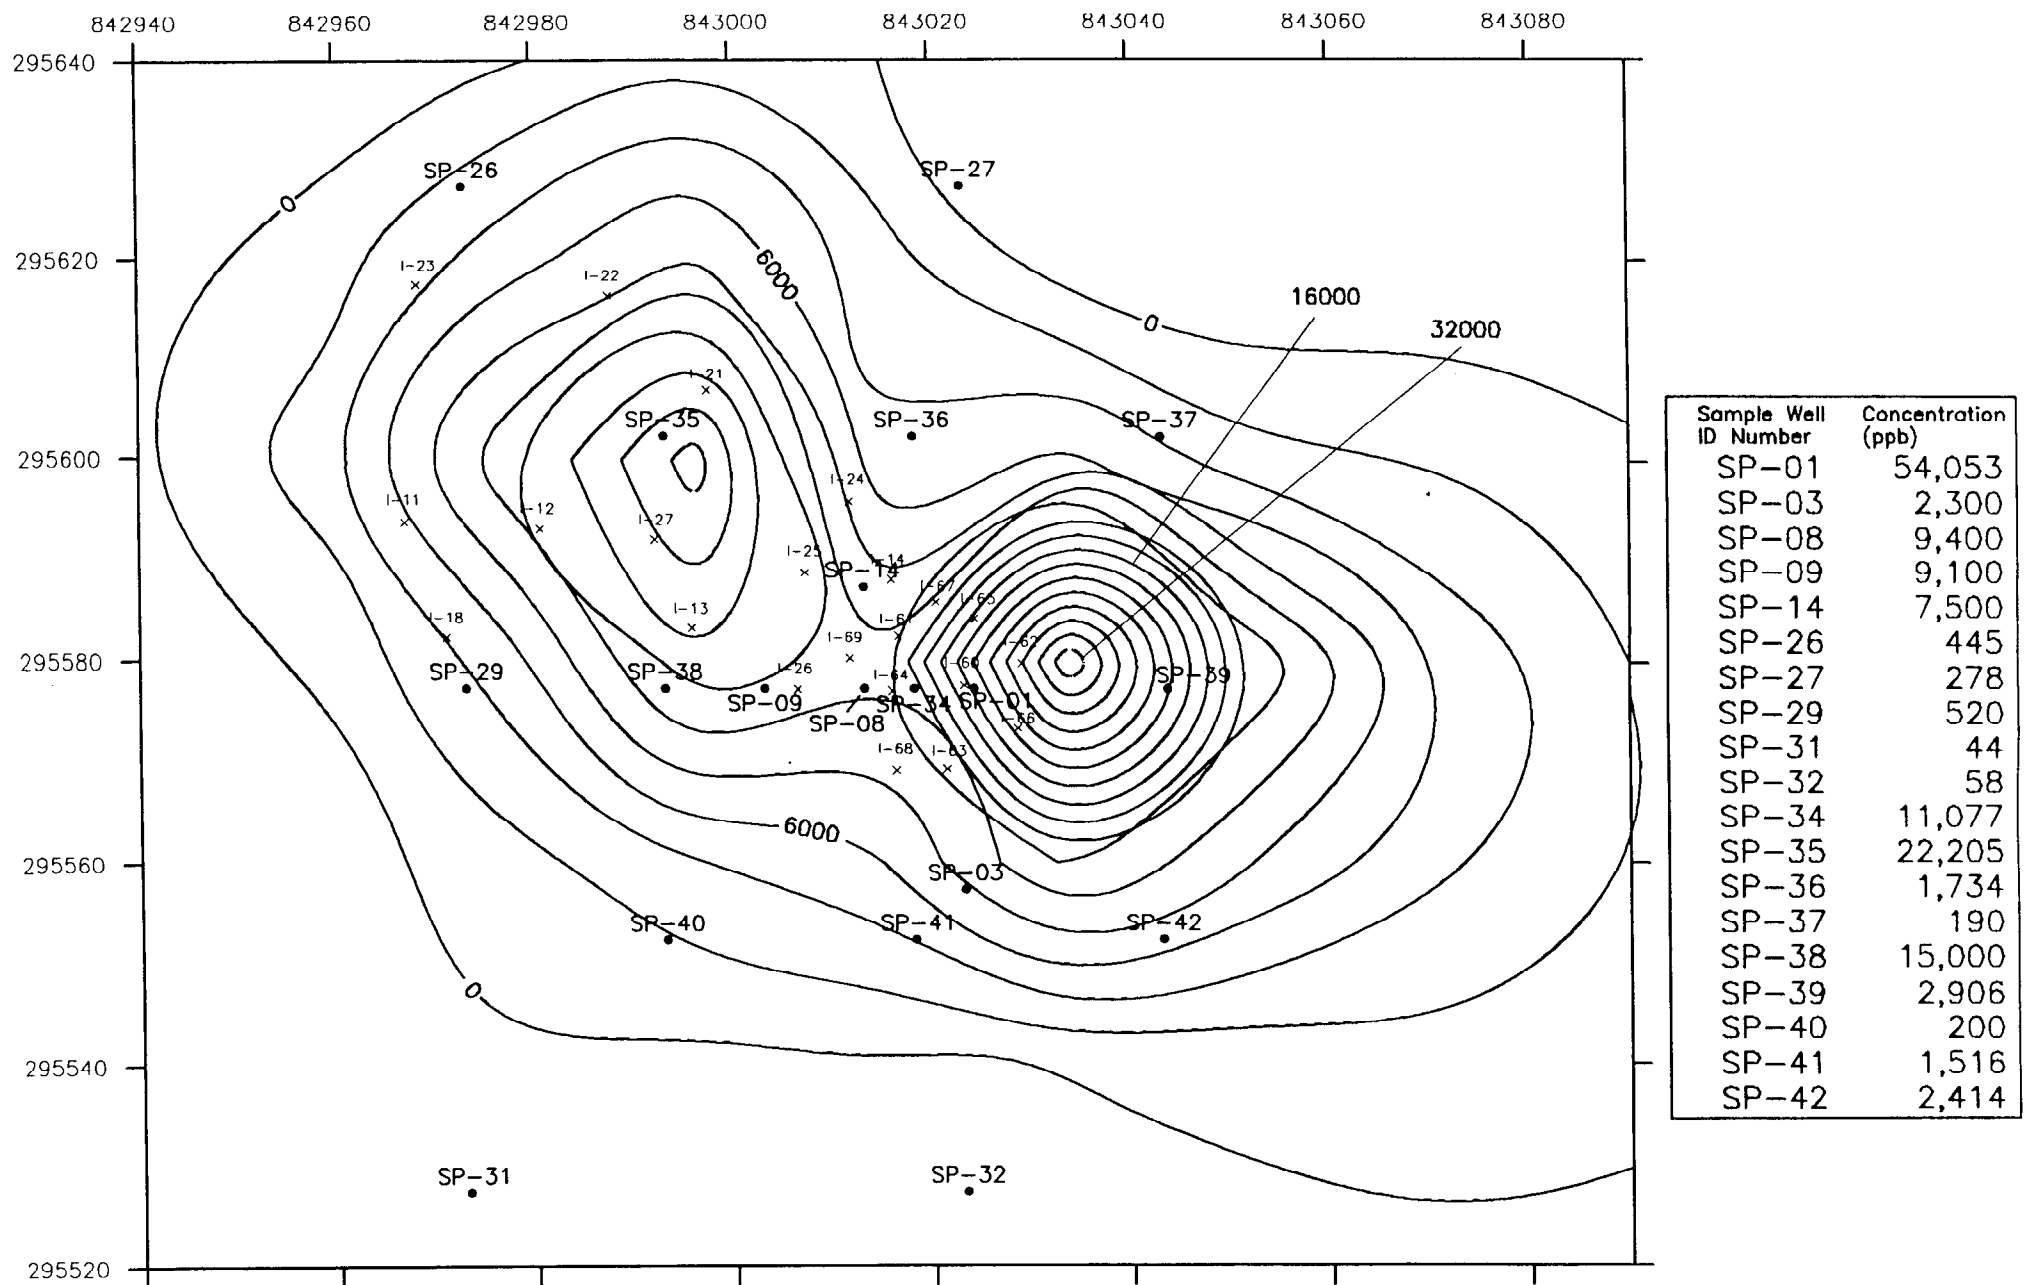 842940 842960 842980 843000 843020 843040 843060 843080
295640
SP-26
SP-27
0
295620
I-23
I-22
6000
16000
0
32000
I-21
SP-35
SP-36
SP-37
295600
I-24
I-11
I-12
I-27
I-25
I-14
SP-14
I-67
I-65
I-13
I-18
I-69
I-62
295580
SP-29
SP-38
I-26
I-64
SP-39
SP-09
SP-34
SP-01
SP-08
I-66
I-68
I-63
6000
295560
SP-03
SP-40
SP-41
SP-42
0
295540
SP-31
SP-32
295520
Sample Well Concentration
ID Number (ppb)
SP-01 54,053
SP-03 2,300
SP-08 9,400
SP-09 9,100
SP-14 7,500
SP-26 445
SP-27 278
SP-29 520
SP-31 44
SP-32 58
SP-34 11,077
SP-35 22,205
SP-36 1,734
SP-37 190
SP-38 15,000
SP-39 2,906
SP-40 200
SP-41 1,516
SP-42 2,414